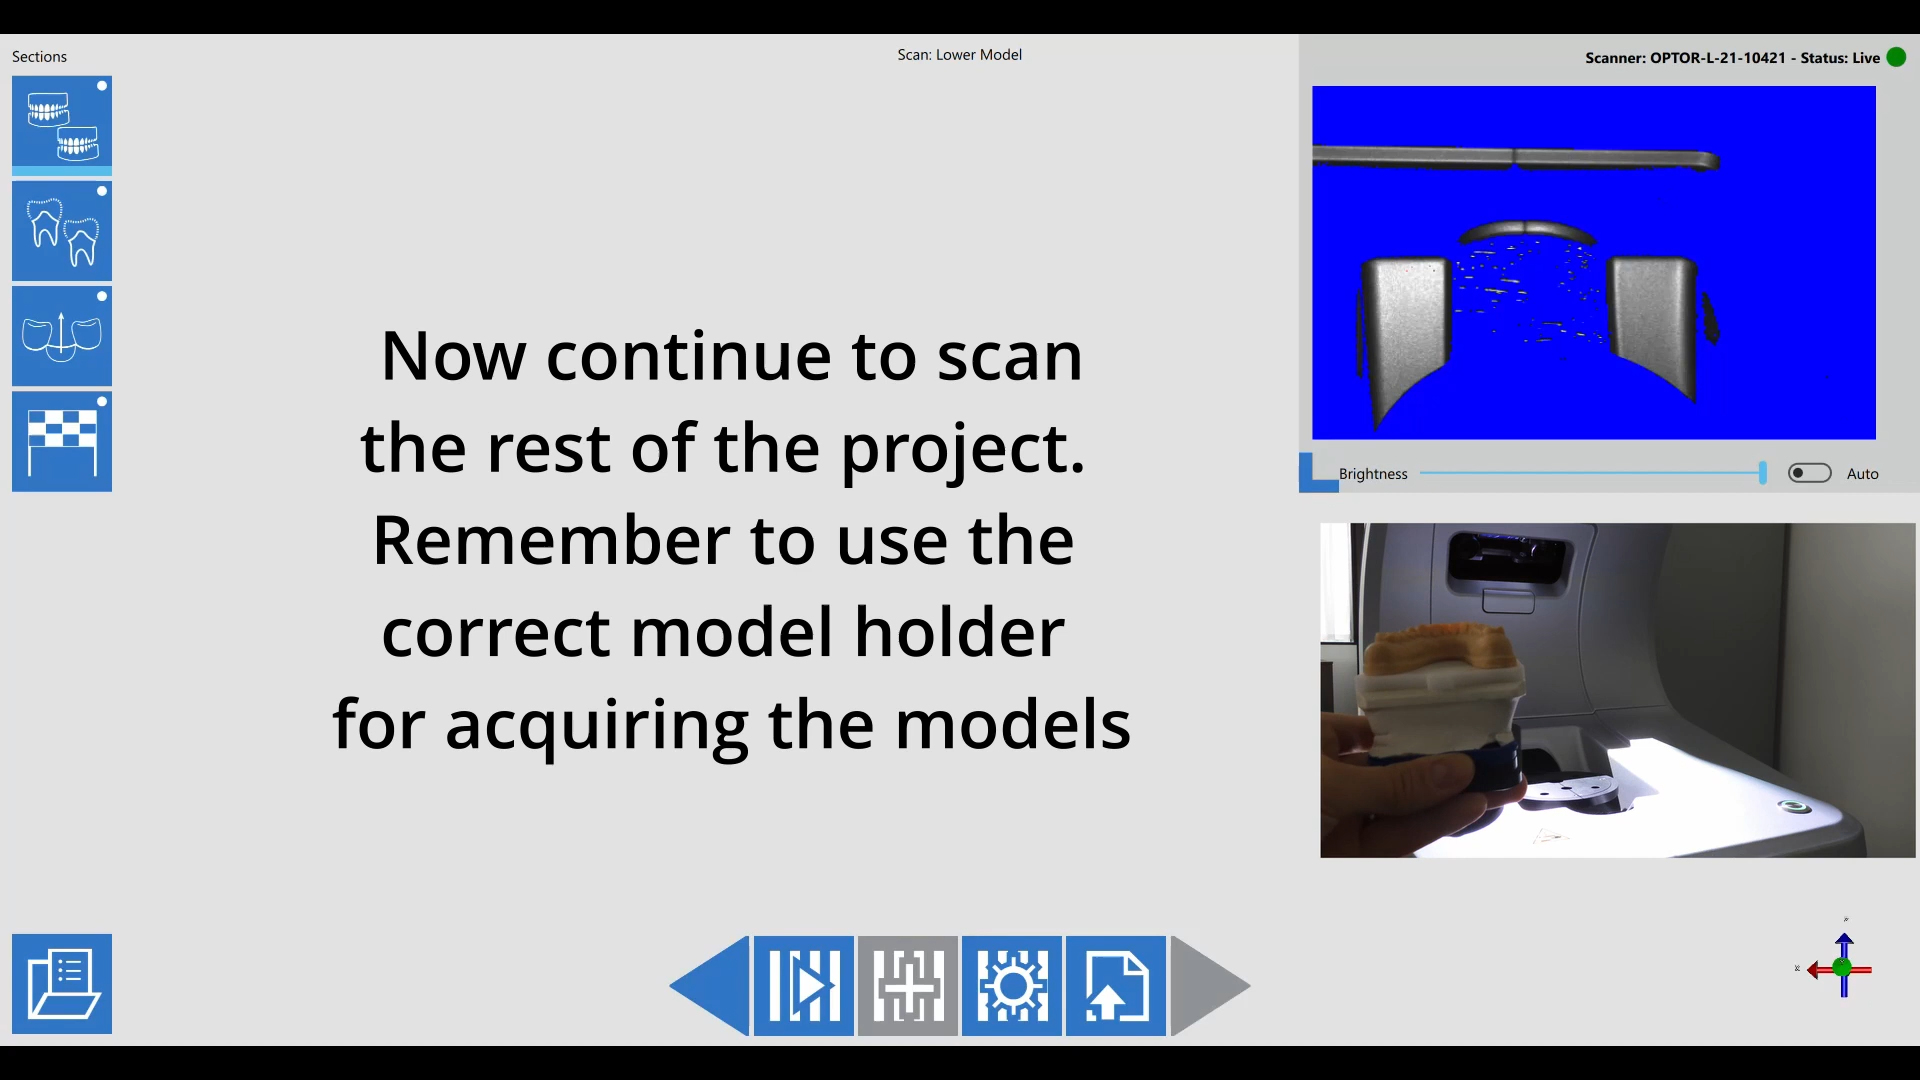 Sections
Scan: Lower Model
Scanner: OPTOR-L-21-10421 - Status: Live
Now continue to scan
the rest of the project.
Remember to use the
correct model holder
for acquiring the models
Brightness
Auto